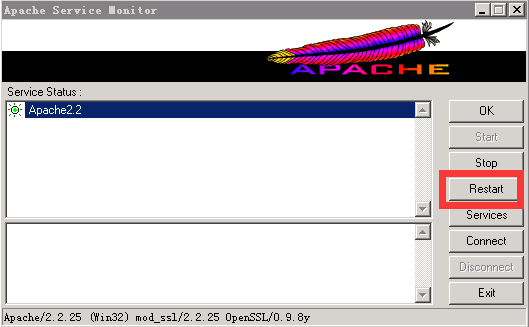 Apache Service Monitor
APACHE
Service Status :
Apache2.2
OK
Start
Stop
Restart
Services
Connect
Disconnect
Exit
Apache/2.2.25 (Win32) mod_ssl/2.2.25 OpenSSL/0.9.8y